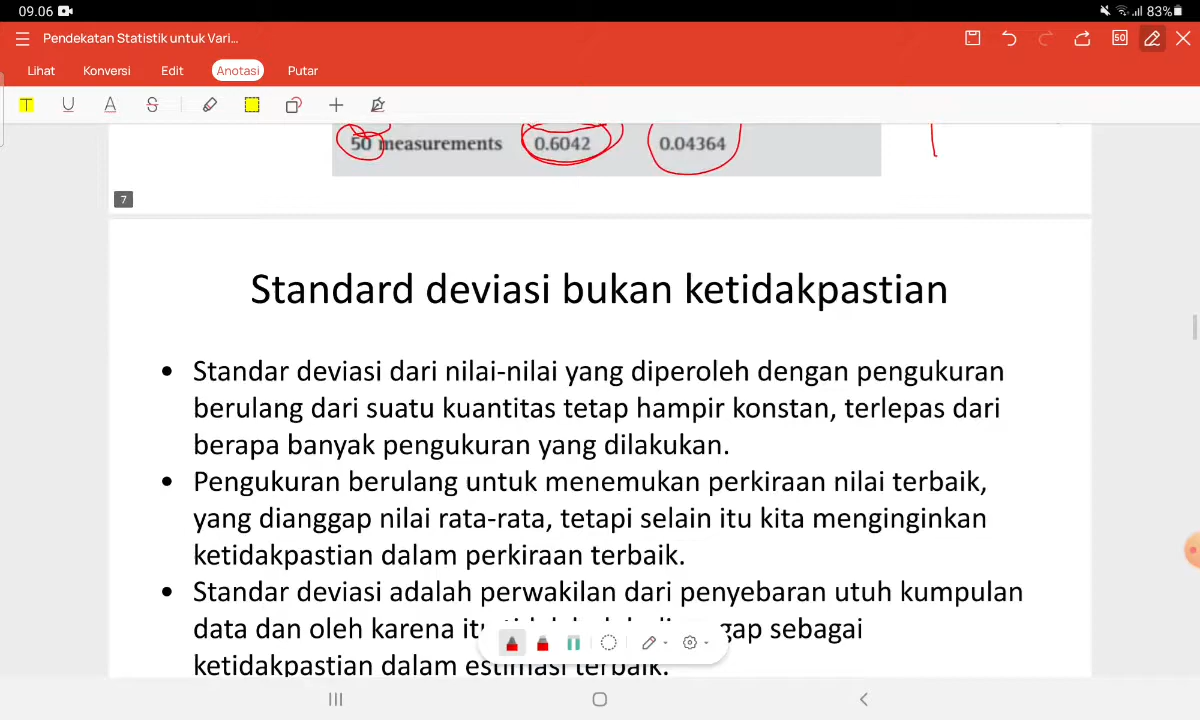 09.06
83%
Pendekatan Statistik untuk Vari...
50
Lihat Konversi Edit Anotasi Putar
T U A S
50 measurements 0.6042 0.04364
7
Standard deviasi bukan ketidakpastian
• Standar deviasi dari nilai-nilai yang diperoleh dengan pengukuran
berulang dari suatu kuantitas tetap hampir konstan, terlepas dari
berapa banyak pengukuran yang dilakukan.
• Pengukuran berulang untuk menemukan perkiraan nilai terbaik,
yang dianggap nilai rata-rata, tetapi selain itu kita menginginkan
ketidakpastian dalam perkiraan terbaik.
• Standar deviasi adalah perwakilan dari penyebaran utuh kumpulan
data dan oleh karena sebagai
ketidakpastian dalam estimasi terbaik.